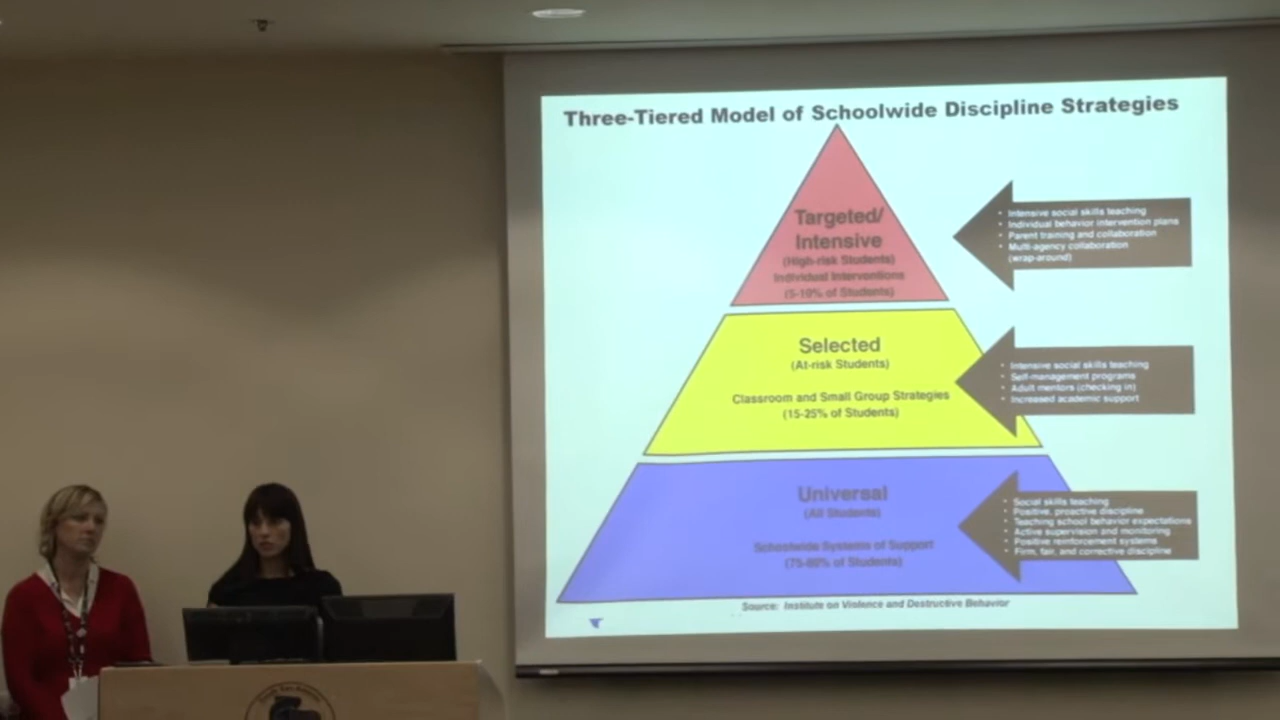 Three-Tiered Model of Schoolwide Discipline Strategies
Targeted/
Intensive
(High-risk Students)
Individual Interventions
(5-10% of Students)
• Intensive social skills teaching
• Individual behavior intervention plans
• Parent training and collaboration
• Multi-agency collaboration
(wrap-around)
Selected
(At-risk Students)
Classroom and Small Group Strategies
(15-25% of Students)
• Intensive social skills teaching
• Self-management programs
• Adult mentors (checking in)
• Increased academic support
Universal
(All Students)
Schoolwide Systems of Support
(75-80% of Students)
• Social skills teaching
• Positive, proactive discipline
• Teaching school behavior expectations
• Active supervision and monitoring
• Positive reinforcement systems
• Firm, fair, and corrective discipline
Source: Institute on Violence and Destructive Behavior